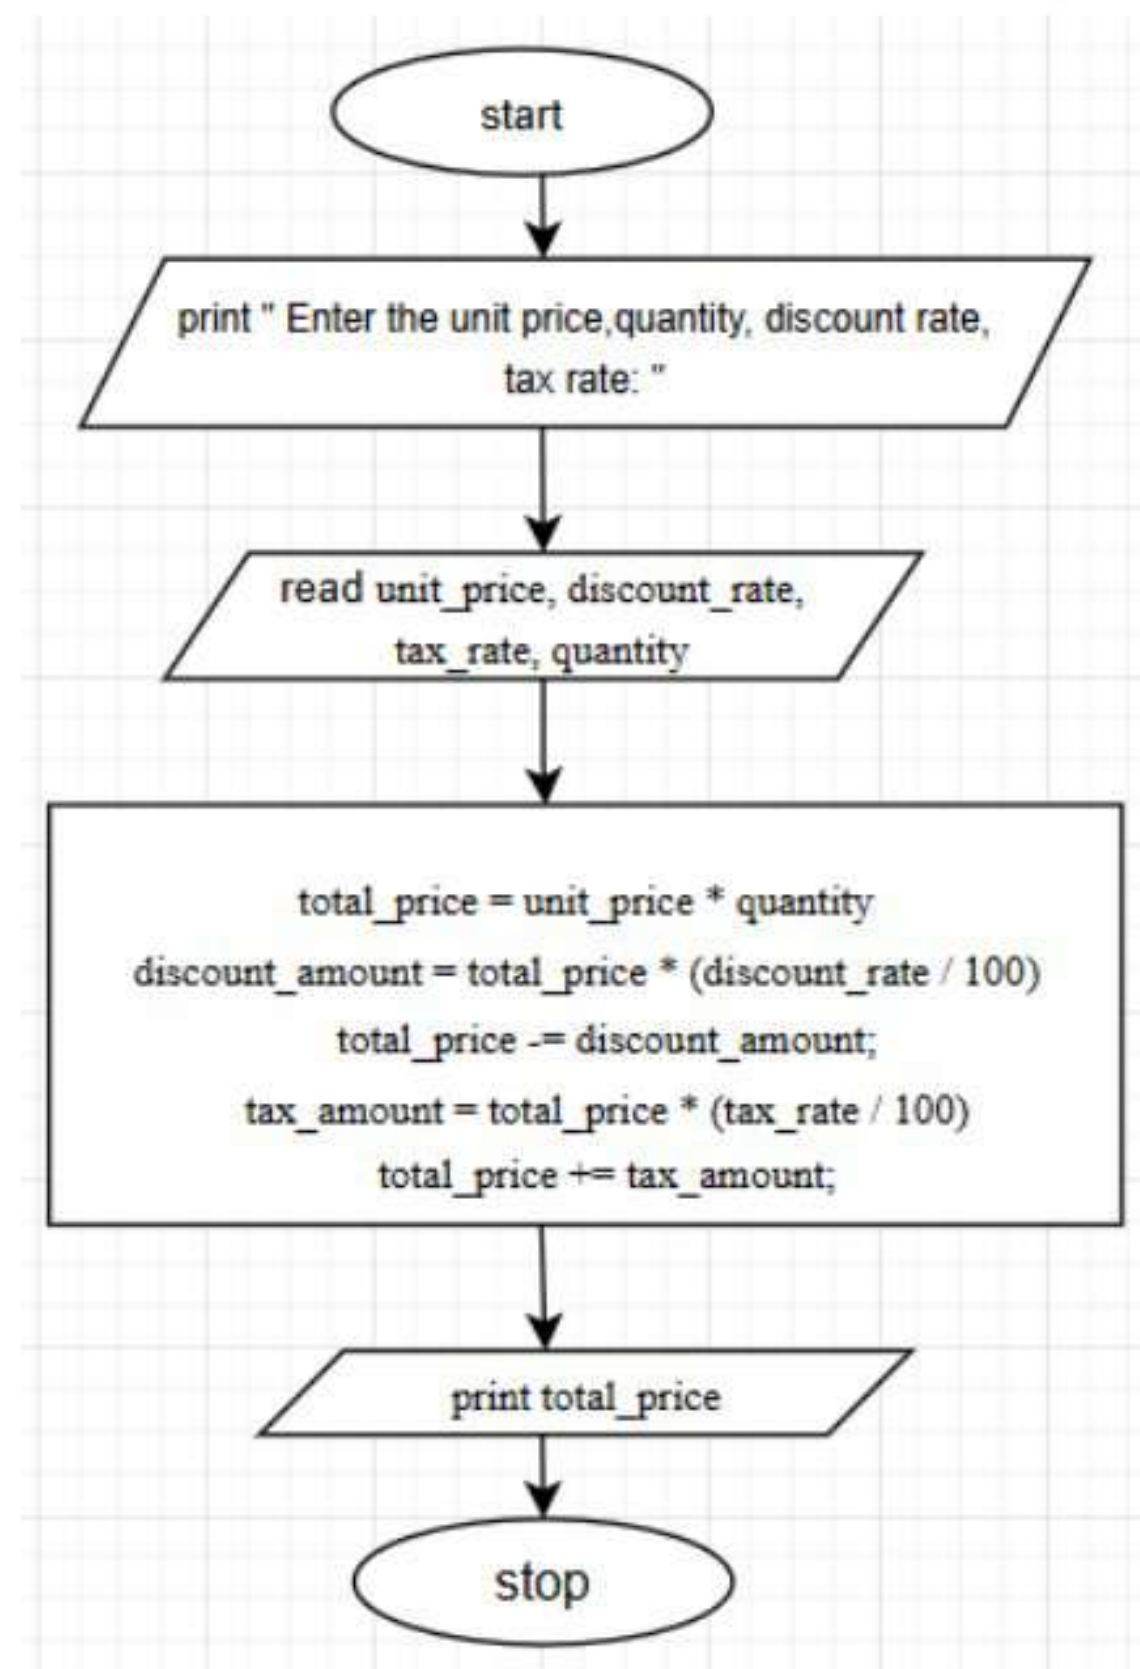 start
print " Enter the unit price,quantity, discount rate,
tax rate: "
read unit_price, discount_rate,
tax_rate, quantity
total_price = unit_price * quantity
discount_amount = total_price * (discount_rate / 100)
total_price -= discount_amount;
tax_amount = total_price * (tax_rate / 100)
total_price += tax_amount;
print total_price
stop